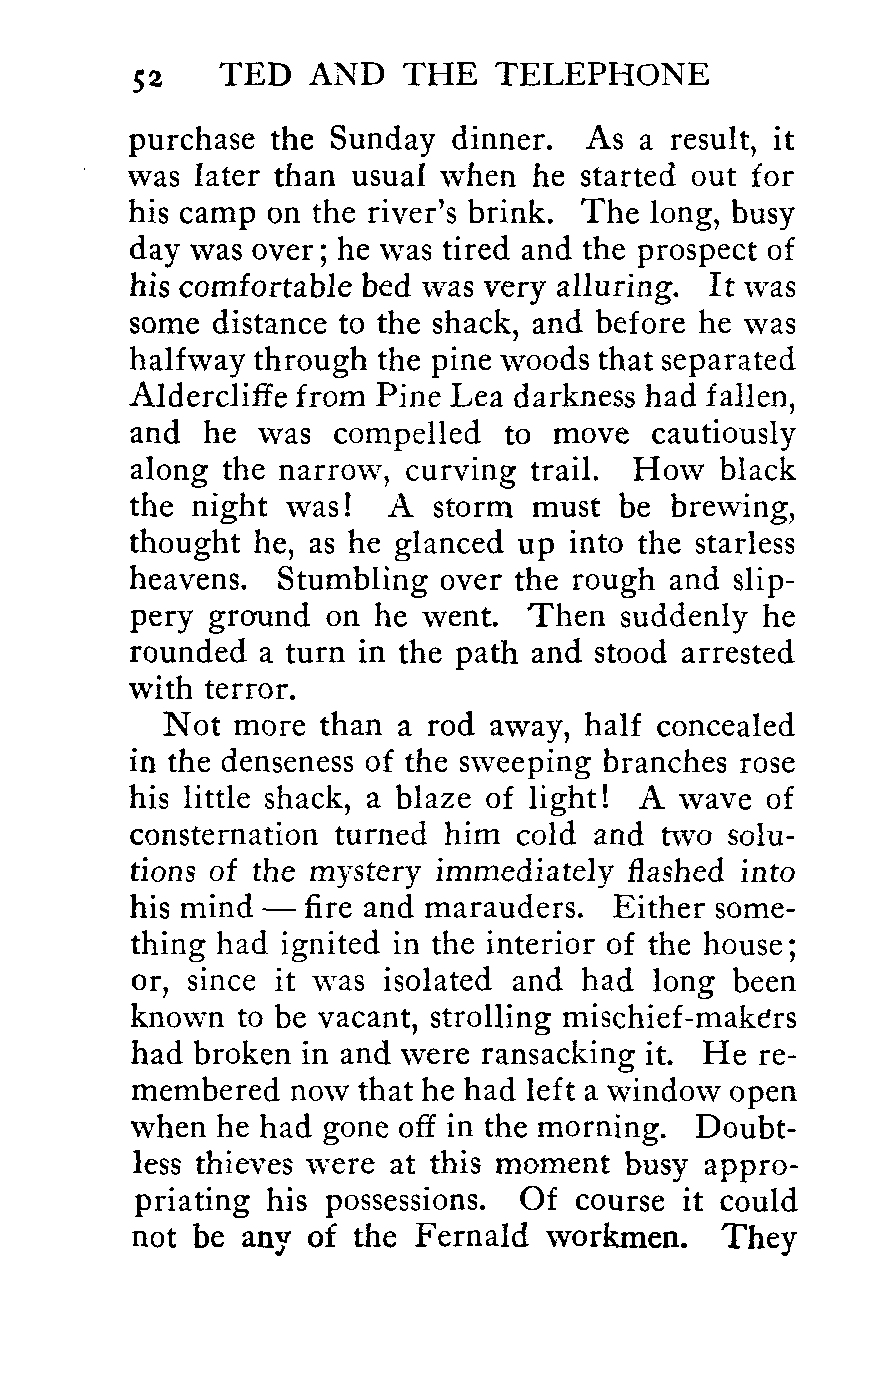 52 TED AND THE TELEPHONE
purchase the Sunday dinner. As a result, it
was later than usual when he started out for
his camp on the river's brink. The long, busy
day was over; he was tired and the prospect of
his comfortable bed was very alluring. It was
some distance to the shack, and before he was
halfway through the pine woods that separated
Aldercliffe from Pine Lea darkness had fallen,
and he was compelled to move cautiously
along the narrow, curving trail. How black
the night was! A storm must be brewing,
thought he, as he glanced up into the starless
heavens. Stumbling over the rough and slip-
pery ground on he went. Then suddenly he
rounded a turn in the path and stood arrested
with terror.
Not more than a rod away, half concealed
in the denseness of the sweeping branches rose
his little shack, a blaze of light! A wave of
consternation turned him cold and two solu-
tions of the mystery immediately flashed into
his mind — fire and marauders. Either some-
thing had ignited in the interior of the house;
or, since it was isolated and had long been
known to be vacant, strolling mischief-makers
had broken in and were ransacking it. He re-
membered now that he had left a window open
when he had gone off in the morning. Doubt-
less thieves were at this moment busy appro-
priating his possessions. Of course it could
not be any of the Fernald workmen. They